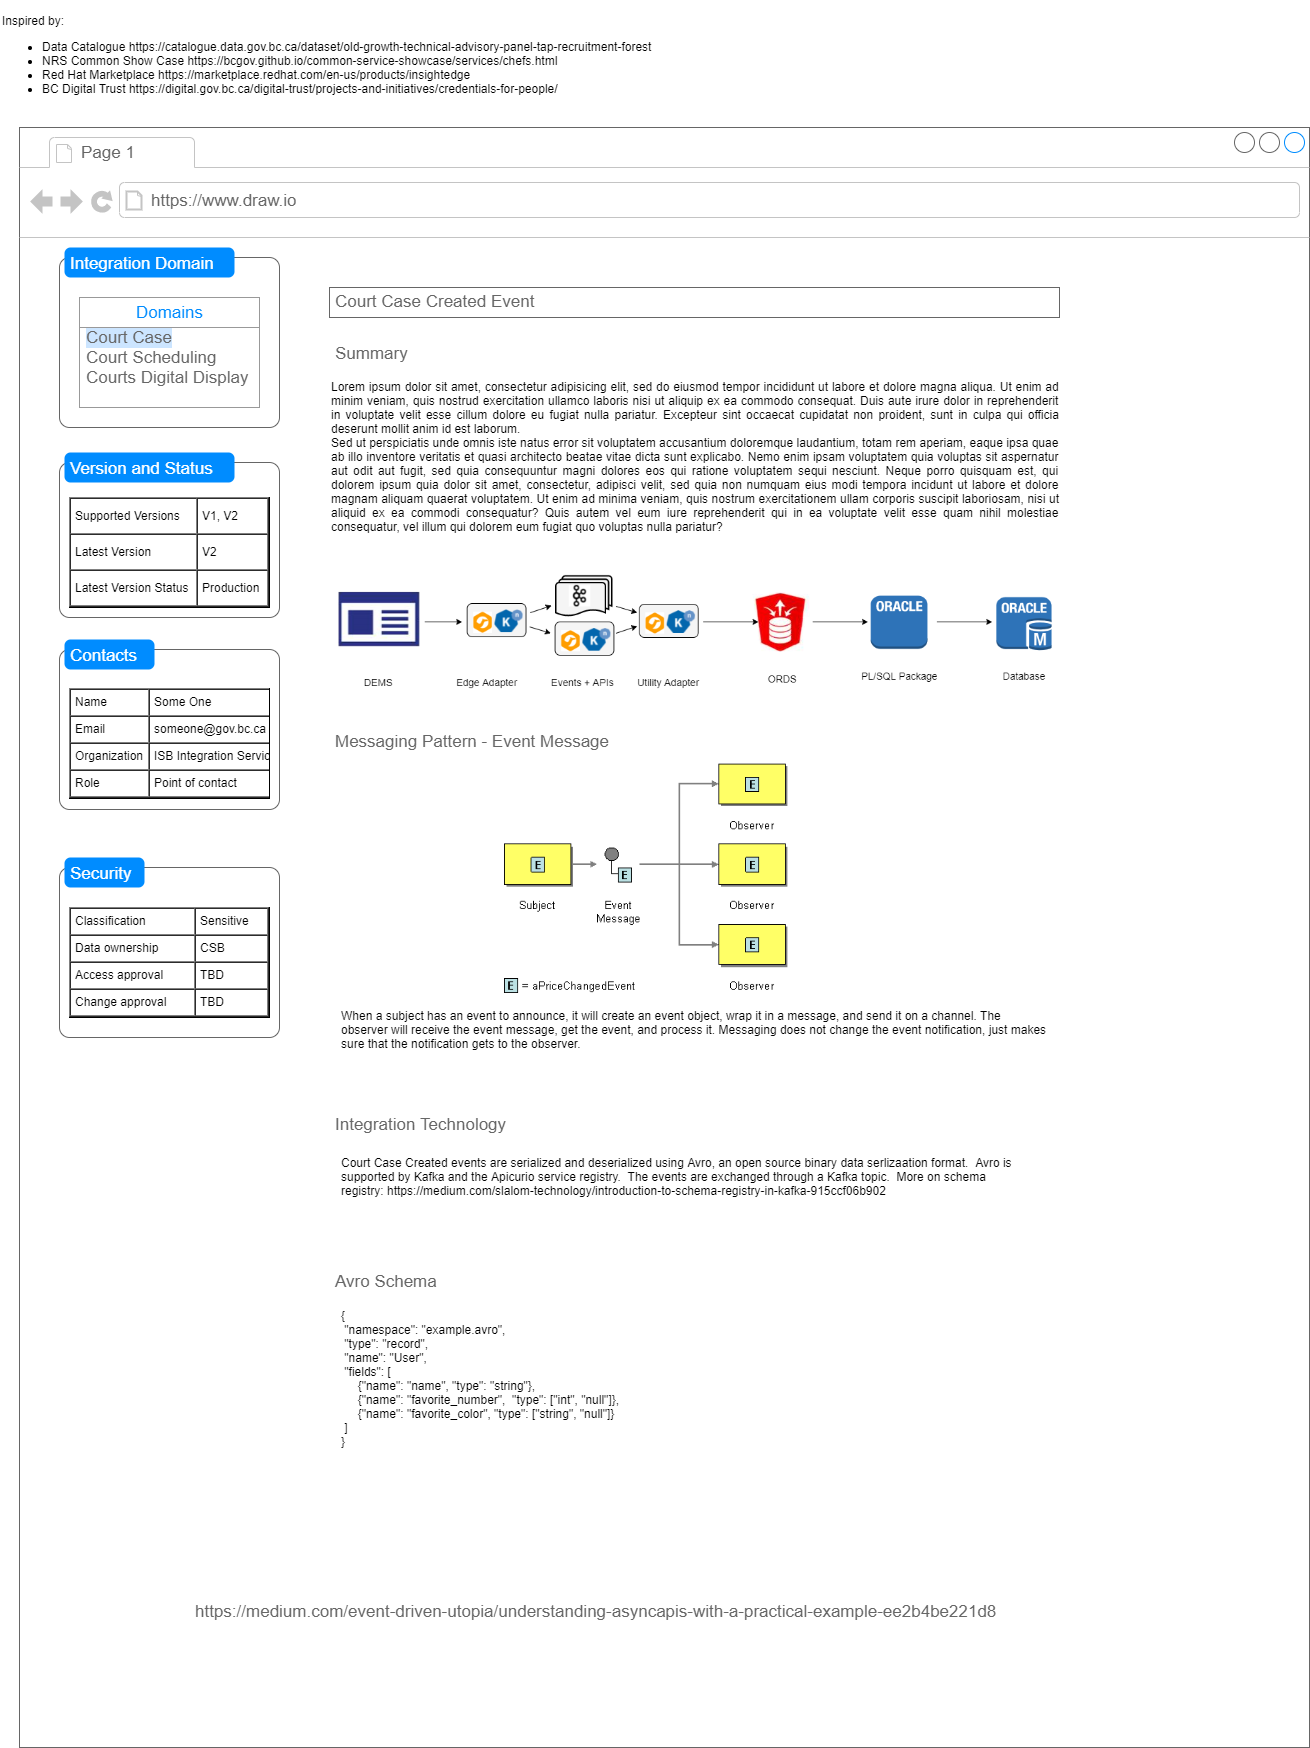 Inspired by:
Data Catalogue https://catalogue.data.gov.bc.ca/dataset/old-growth-technical-advisory-panel-tap-recruitment-forest
NRS Common Show Case https://bcgov.github.io/common-service-showcase/services/chefs.html
Red Hat Marketplace https://marketplace.redhat.com/en-us/products/insightedge
BC Digital Trust https://digital.gov.bc.ca/digital-trust/projects-and-initiatives/credentials-for-people/
Page 1
https://www.draw.io
Integration Domain
Domains
Court Case
Court Scheduling
Courts Digital Display
Version and Status
Supported Versions V1, V2
Latest Version V2
Latest Version Status Production
Contacts
Name Some One
Email someone@gov.bc.ca
Organization ISB Integration Servic
Role Point of contact
Security
Classification Sensitive
Data ownership CSB
Access approval TBD
Change approval TBD
Court Case Created Event
Summary
Lorem ipsum dolor sit amet, consectetur adipisicing elit, sed do eiusmod tempor incididunt ut labore et dolore magna aliqua. Ut enim ad
minim veniam, quis nostrud exercitation ullamco laboris nisi ut aliquip ex ea commodo consequat. Duis aute irure dolor in reprehenderit
in voluptate velit esse cillum dolore eu fugiat nulla pariatur. Excepteur sint occaecat cupidatat non proident, sunt in culpa qui officia
deserunt mollit anim id est laborum.
Sed ut perspiciatis unde omnis iste natus error sit voluptatem accusantium doloremque laudantium, totam rem aperiam, eaque ipsa quae
ab illo inventore veritatis et quasi architecto beatae vitae dicta sunt explicabo. Nemo enim ipsam voluptatem quia voluptas sit aspernatur
aut odit aut fugit, sed quia consequuntur magni dolores eos qui ratione voluptatem sequi nesciunt. Neque porro quisquam est, qui
dolorem ipsum quia dolor sit amet, consectetur, adipisci velit, sed quia non numquam eius modi tempora incidunt ut labore et dolore
magnam aliquam quaerat voluptatem. Ut enim ad minima veniam, quis nostrum exercitationem ullam corporis suscipit laboriosam, nisi ut
aliquid ex ea commodi consequatur? Quis autem vel eum iure reprehenderit qui in ea voluptate velit esse quam nihil molestiae
consequatur, vel illum qui dolorem eum fugiat quo voluptas nulla pariatur?
K
K
K
ORACLE
ORACLE
M
DEMS
Edge Adapter
Events + APIs
Utility Adapter
ORDS
PL/SQL Package
Database
Messaging Pattern - Event Message
E
Observer
E
E
E
Subject
Event
Message
Observer
E
E = aPriceChangedEvent
Observer
When a subject has an event to announce, it will create an event object, wrap it in a message, and send it on a channel. The
observer will receive the event message, get the event, and process it. Messaging does not change the event notification, just makes
sure that the notification gets to the observer.
Integration Technology
Court Case Created events are serialized and deserialized using Avro, an open source binary data serlizaation format.  Avro is
supported by Kafka and the Apicurio service registry.  The events are exchanged through a Kafka topic.  More on schema
registry: https://medium.com/slalom-technology/introduction-to-schema-registry-in-kafka-915ccf06b902
Avro Schema
{
"namespace": "example.avro",
"type": "record",
"name": "User",
"fields": [
{"name": "name", "type": "string"},
{"name": "favorite_number",  "type": ["int", "null"]},
{"name": "favorite_color", "type": ["string", "null"]}
]
}
https://medium.com/event-driven-utopia/understanding-asyncapis-with-a-practical-example-ee2b4be221d8